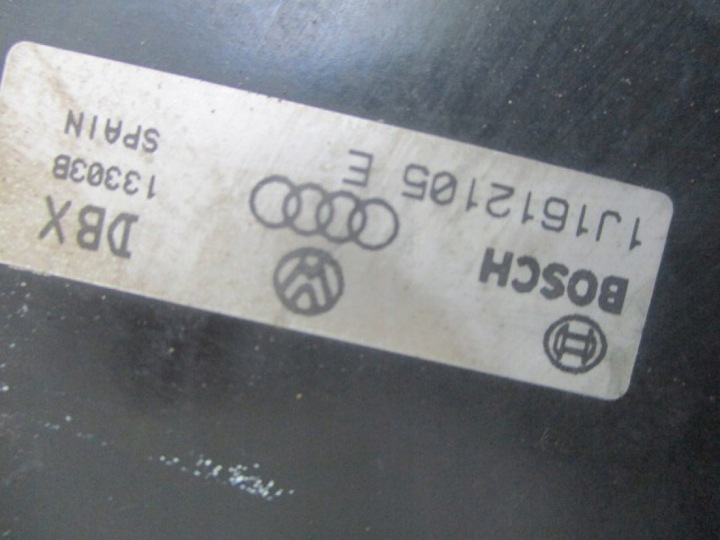 BOSCH
1J1612105 E
DBX
13303B
SPAIN